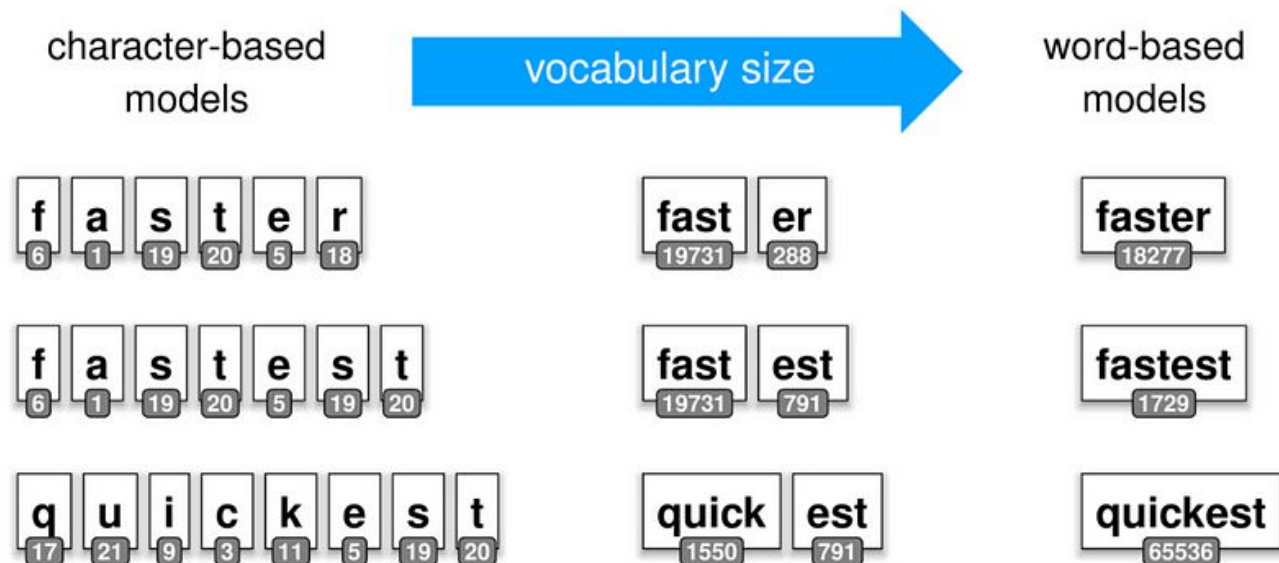 character-based
models
vocabulary size
word-based
models
f a s t e r
6 1 19 20 5 18
fast er
19731 288
faster
18277
f a s t e s t
6 1 19 20 5 19 20
fast est
19731 791
fastest
1729
q u i c k e s t
17 21 9 3 11 5 19 20
quick est
1550 791
quickest
65536